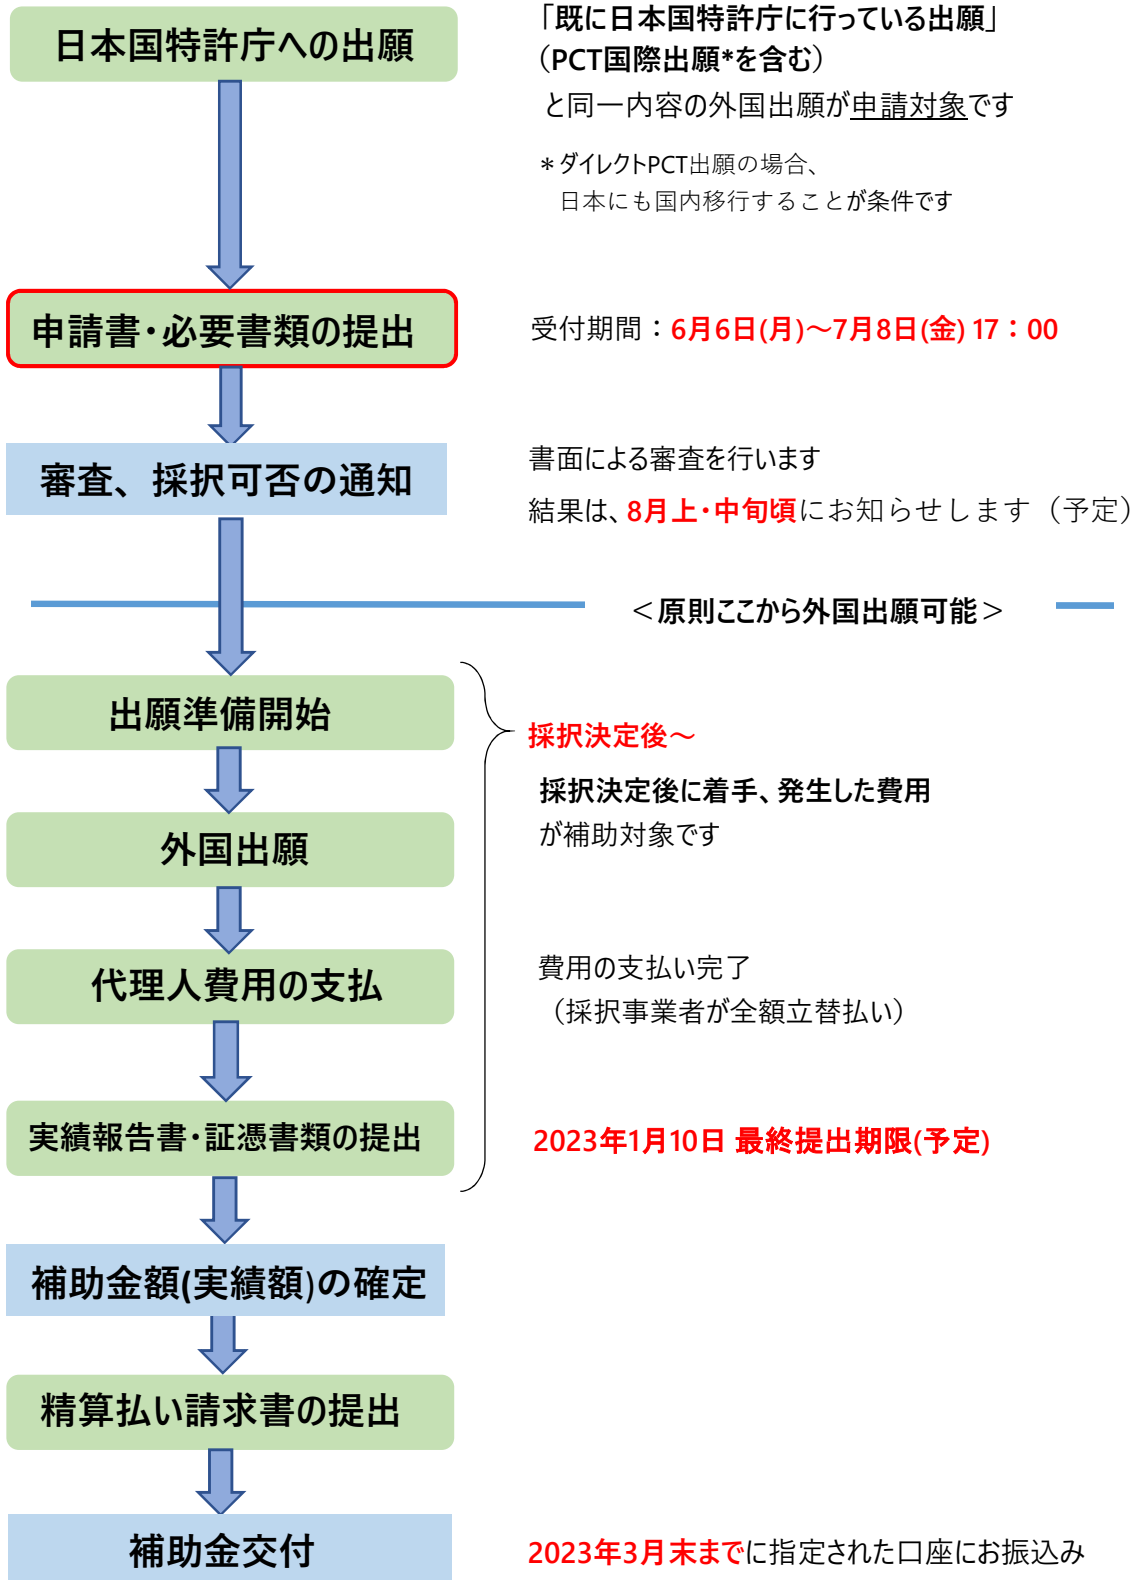 日本国特許庁への出願
「既に日本国特許庁に行っている出願」
（PCT国際出願*を含む）
と同一内容の外国出願が申請対象です
＊ダイレクトPCT出願の場合、
日本にも国内移行することが条件です
申請書・必要書類の提出
受付期間：6月6日(月)～7月8日(金) 17：00
審査、採択可否の通知
書面による審査を行います
結果は、8月上・中旬頃にお知らせします（予定）
＜原則ここから外国出願可能＞
出願準備開始
採択決定後～
採択決定後に着手、発生した費用
が補助対象です
外国出願
代理人費用の支払
費用の支払い完了
（採択事業者が全額立替払い）
実績報告書・証憑書類の提出
2023年1月10日 最終提出期限(予定)
補助金額(実績額)の確定
精算払い請求書の提出
補助金交付
2023年3月末までに指定された口座にお振込み